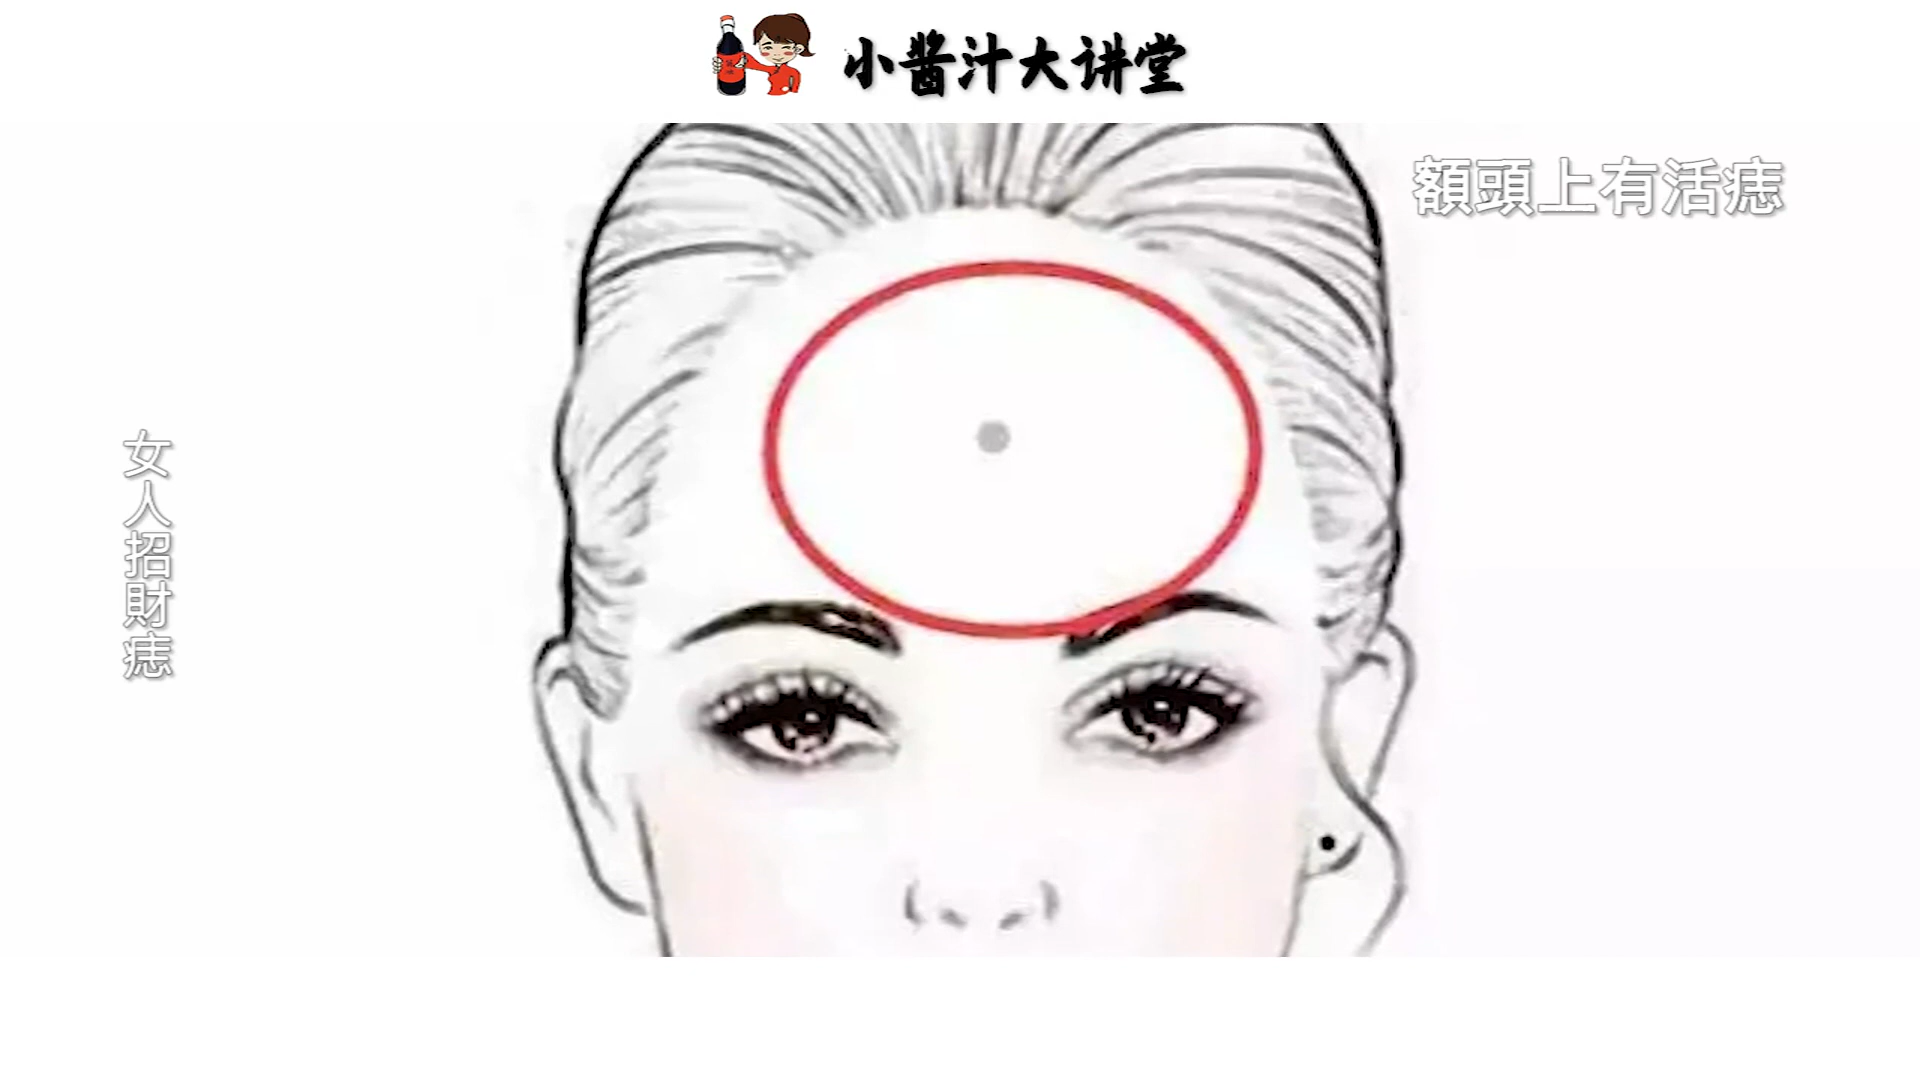 小酱汁大讲堂
額頭上有活痣
女人招財痣